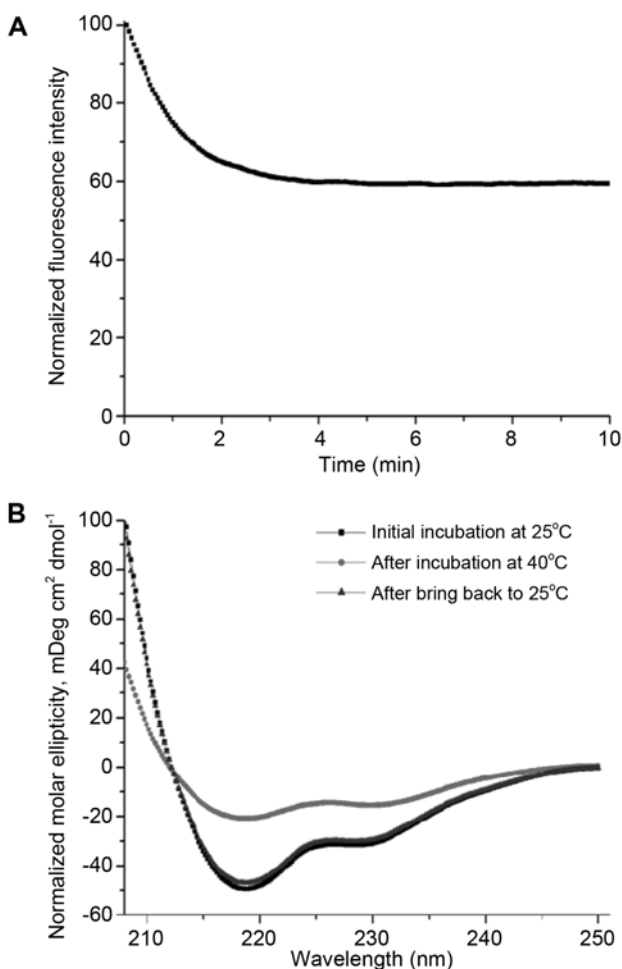 A
Normalized fluorescence intensity
100
80
60
40
20
0
0 2 4 6 8 10
Time (min)
B
Normalized molar ellipticity, mDeg cm² dmol⁻¹
100
80
60
40
20
0
-20
-40
-60
Initial incubation at 25°C
After incubation at 40°C
After bring back to 25°C
210 220 230 240 250
Wavelength (nm)